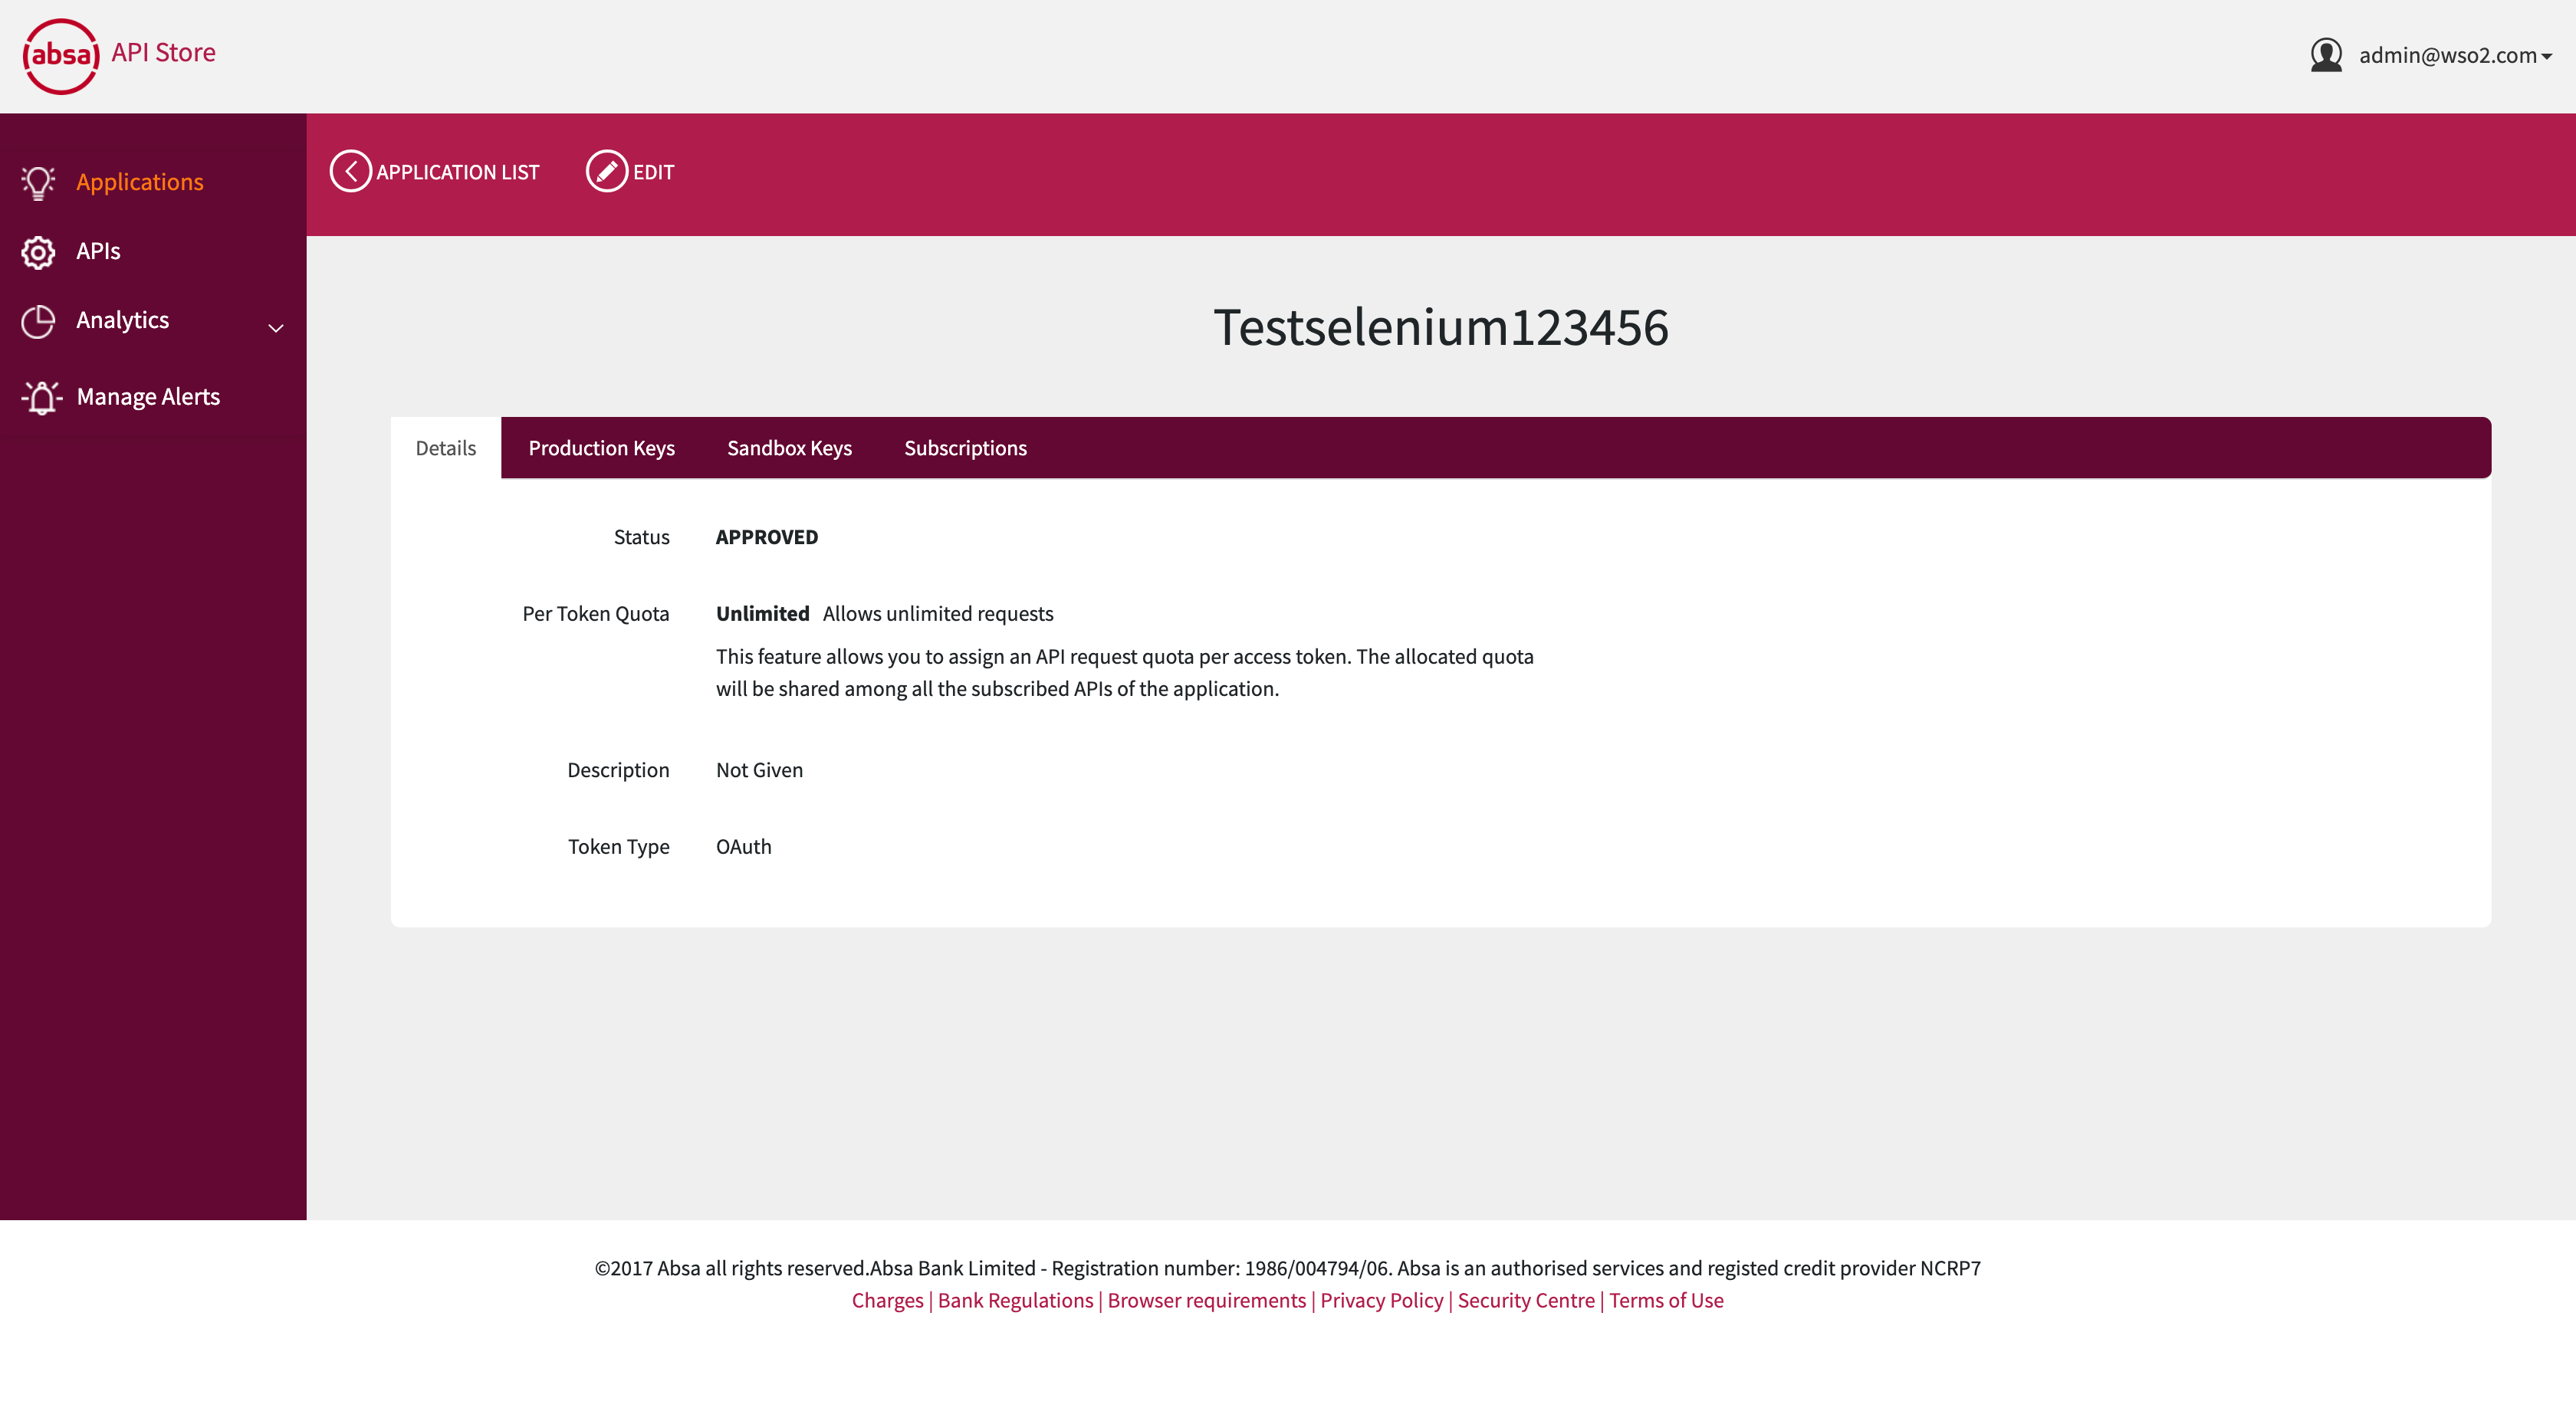 absa API Store
admin@wso2.com
APPLICATION LIST EDIT
Applications
APIs
Analytics
Manage Alerts
Testselenium123456
Details Production Keys Sandbox Keys Subscriptions
Status APPROVED
Per Token Quota Unlimited Allows unlimited requests
This feature allows you to assign an API request quota per access token. The allocated quota
will be shared among all the subscribed APIs of the application.
Description Not Given
Token Type OAuth
©2017 Absa all rights reserved.Absa Bank Limited - Registration number: 1986/004794/06. Absa is an authorised services and registed credit provider NCRP7
Charges | Bank Regulations | Browser requirements | Privacy Policy | Security Centre | Terms of Use